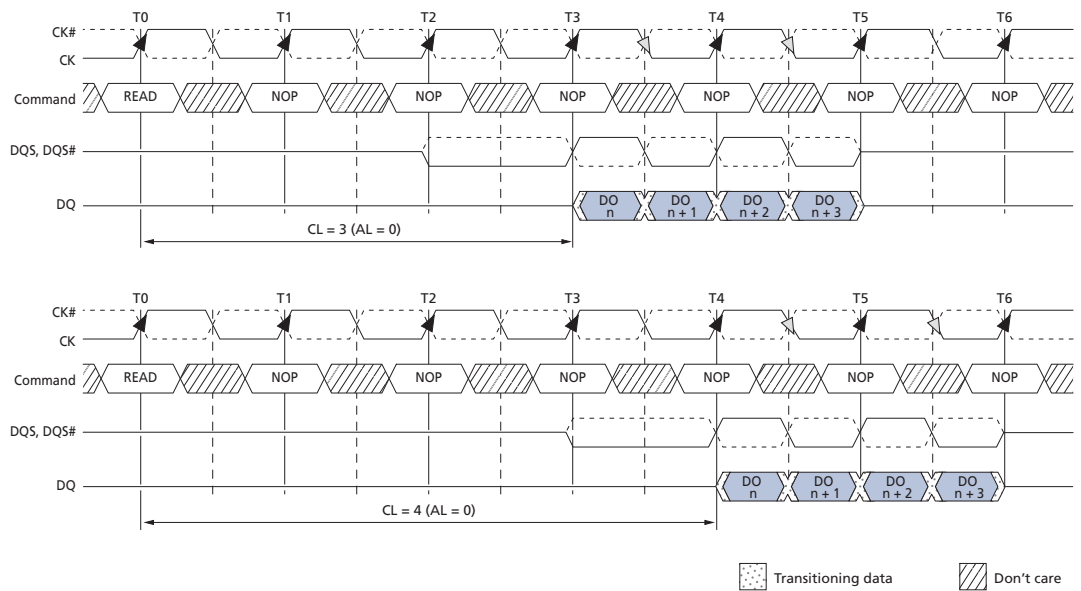 T0 T1 T2 T3 T4 T5 T6
CK#
CK
Command READ NOP NOP NOP NOP NOP NOP
DQS, DQS#
DQ DO n DO n + 1 DO n + 2 DO n + 3
CL = 3 (AL = 0)
T0 T1 T2 T3 T4 T5 T6
CK#
CK
Command READ NOP NOP NOP NOP NOP NOP
DQS, DQS#
DQ DO n DO n + 1 DO n + 2 DO n + 3
CL = 4 (AL = 0)
Transitioning data Don't care